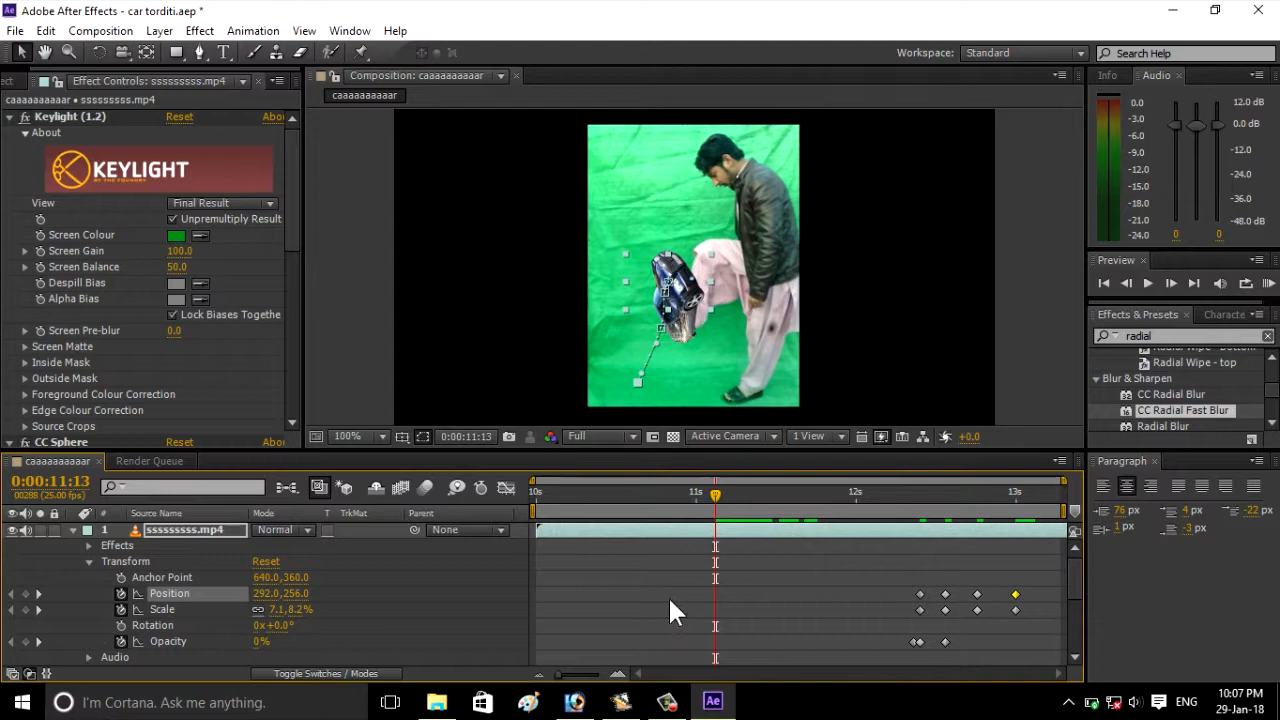 Adobe After Effects - car torditi.aep *
File Edit Composition Layer Effect Animation View Window Help
Workspace: Standard Search Help
Effect Controls: sssssssss.mp4 Composition: caaaaaaaaar Info Audio
caaaaaaaaar • sssssssss.mp4 caaaaaaaaar
Keylight (1.2) Reset Abou
About
KEYLIGHT
BY THE FOUNDRY
View Final Result
Unpremultiply Result
Screen Colour
Screen Gain 100.0
Screen Balance 50.0
Despill Bias
Alpha Bias
Lock Biases Togethe
Screen Pre-blur 0.0
Screen Matte
Inside Mask
Outside Mask
Foreground Colour Correction
Edge Colour Correction
Source Crops
CC Sphere Reset Abou
0.0 12.0 dB
-3.0 0.0 dB
-6.0
-9.0 -12.0
-12.0
-15.0 -24.0
-18.0 -36.0
-21.0 -48.0 dB
-24.0 0 0
Preview
Effects & Presets Characte
radial
Radial Wipe - top
Blur & Sharpen
CC Radial Blur
CC Radial Fast Blur
Radial Blur
100% 0:00:11:13 Full Active Camera 1 View +0.0
caaaaaaaaar Render Queue Paragraph
0:00:11:13
00288 (25.00 fps)
10s 11s 12s 13s
Source Name Mode T TrkMat Parent
1 sssssssss.mp4 Normal None
Effects
Transform Reset
Anchor Point 640.0,360.0
Position 292.0,256.0
Scale 7.1,8.2%
Rotation 0x+0.0°
Opacity 0%
Audio
Toggle Switches / Modes
76 px 4 px -22 px
1 px -3 px
I'm Cortana. Ask me anything.
Ae
ENG
10:07 PM
29-Jan-18